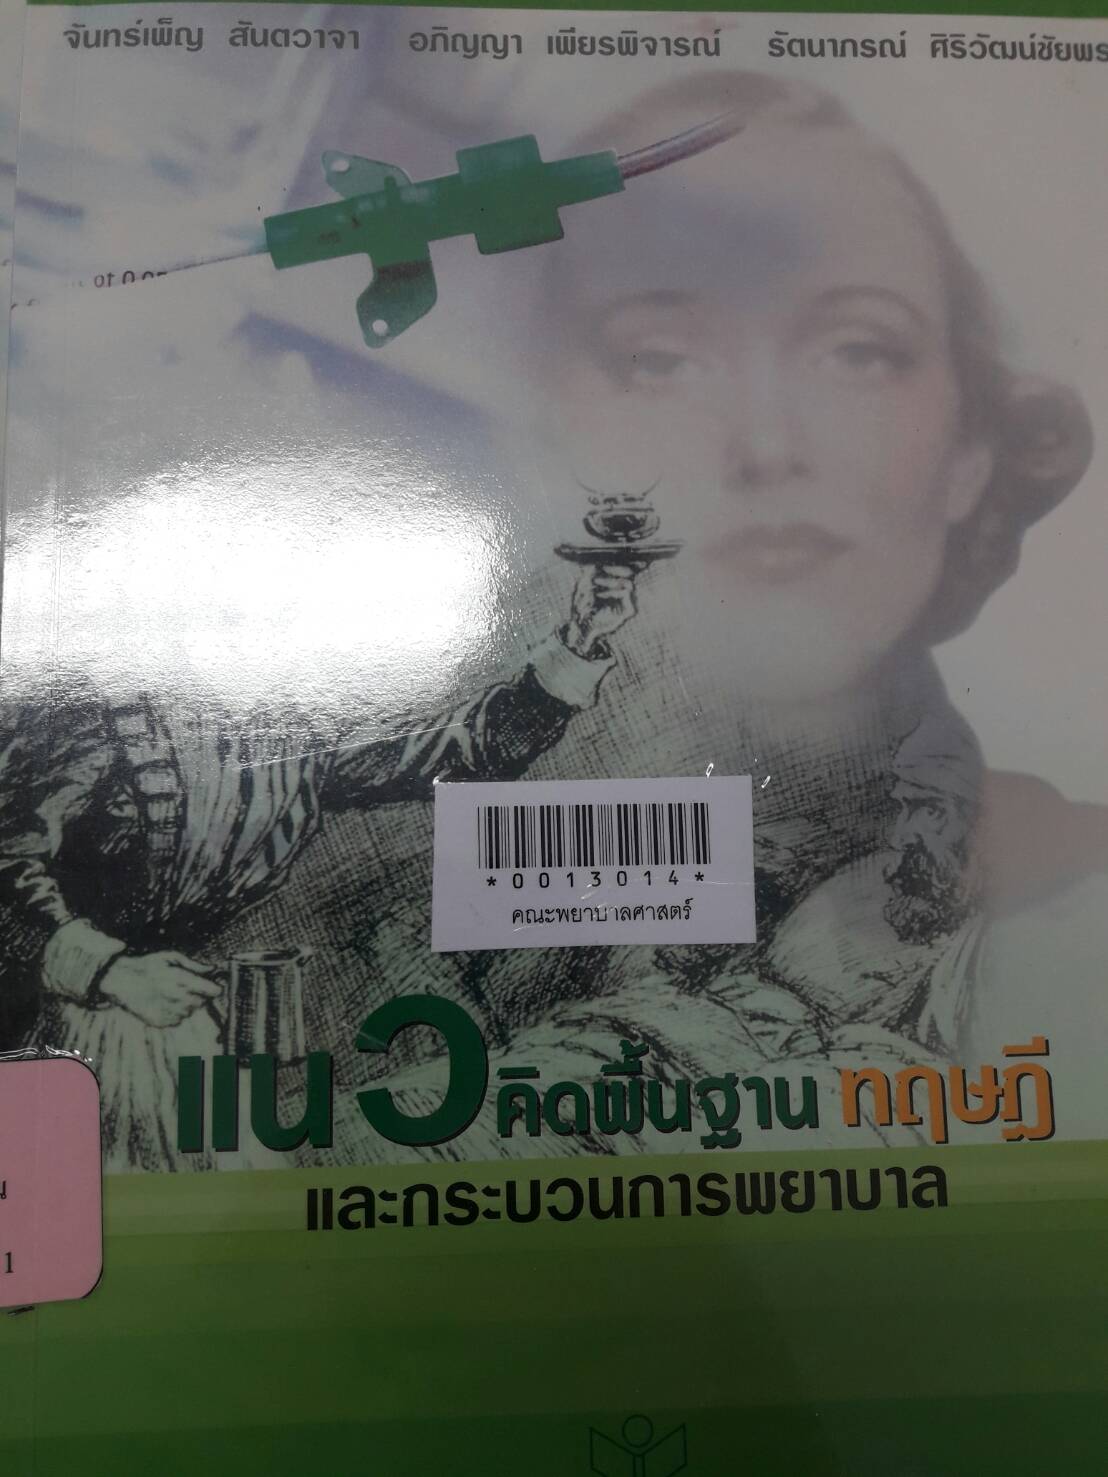 จันทร์เพ็ญ สันตวาจา อภิญญา เพียรพิจารณ์ รัตนาภรณ์ ศิริวัฒน์ชัยพร
*0013014*
คณะพยาบาลศาสตร์
แนวคิดพื้นฐาน ทฤษฎี
และกระบวนการพยาบาล
น
1